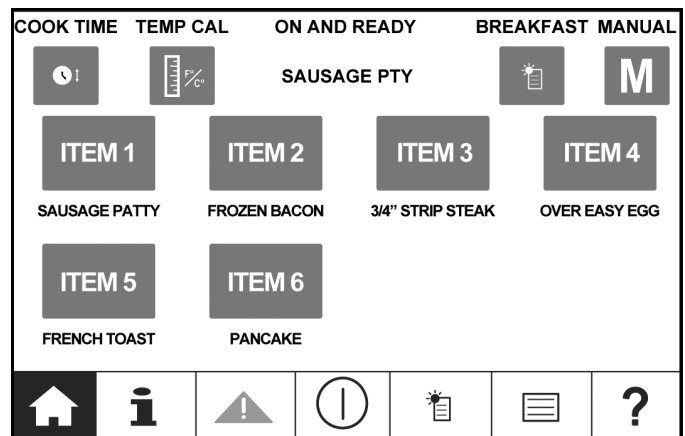 COOK TIME TEMP CAL ON AND READY BREAKFAST MANUAL
F°/C° SAUSAGE PTY M
ITEM 1 ITEM 2 ITEM 3 ITEM 4
SAUSAGE PATTY FROZEN BACON 3/4” STRIP STEAK OVER EASY EGG
ITEM 5 ITEM 6
FRENCH TOAST PANCAKE
i ! ?